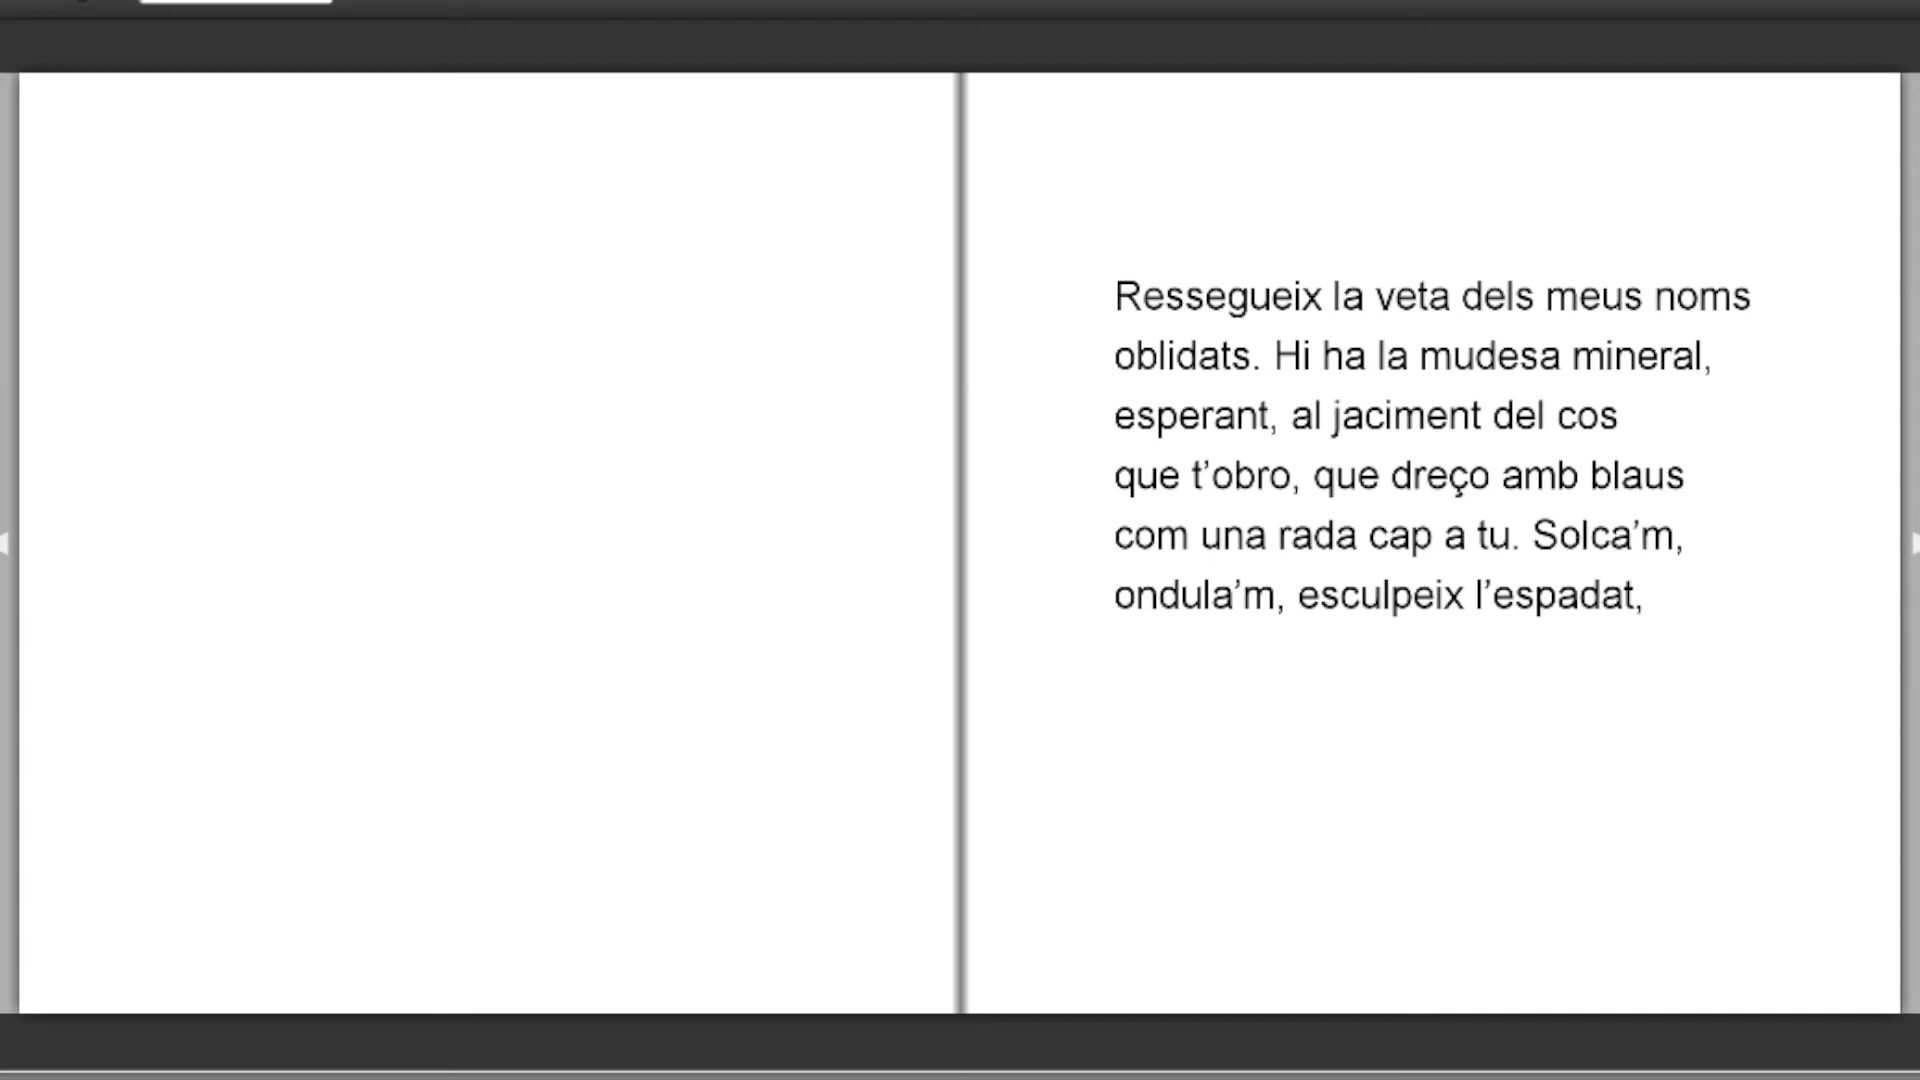 Ressegueix la veta dels meus noms
oblidats. Hi ha la mudesa mineral,
esperant, al jaciment del cos
que t’obro, que dreço amb blaus
com una rada cap a tu. Solca’m,
ondula’m, esculpeix l’espadat,